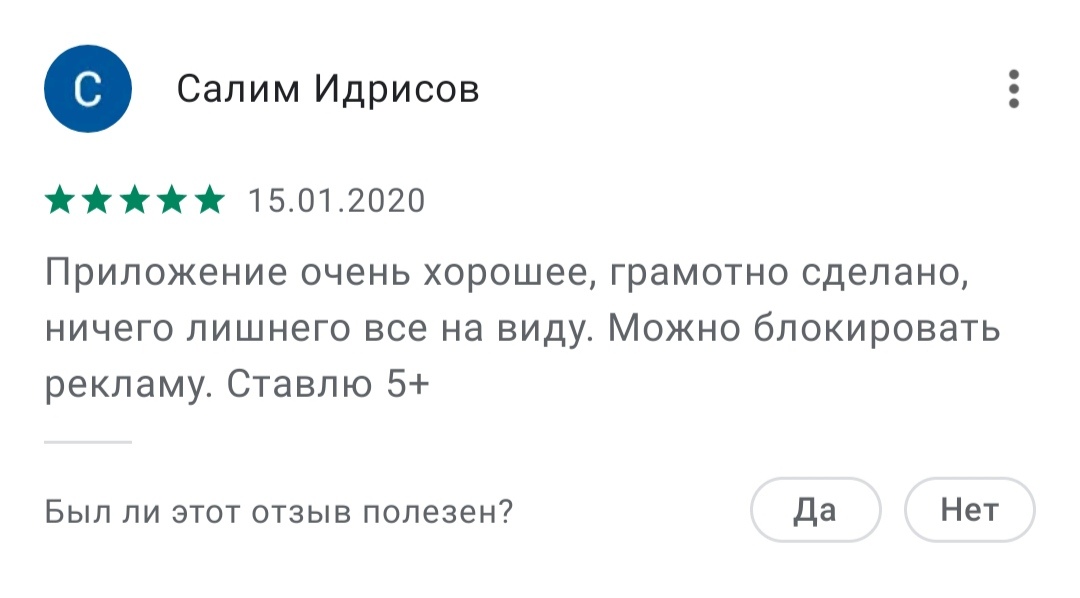 С
Салим Идрисов
15.01.2020
Приложение очень хорошее, грамотно сделано,
ничего лишнего все на виду. Можно блокировать
рекламу. Ставлю 5+
Был ли этот отзыв полезен?
Да
Нет